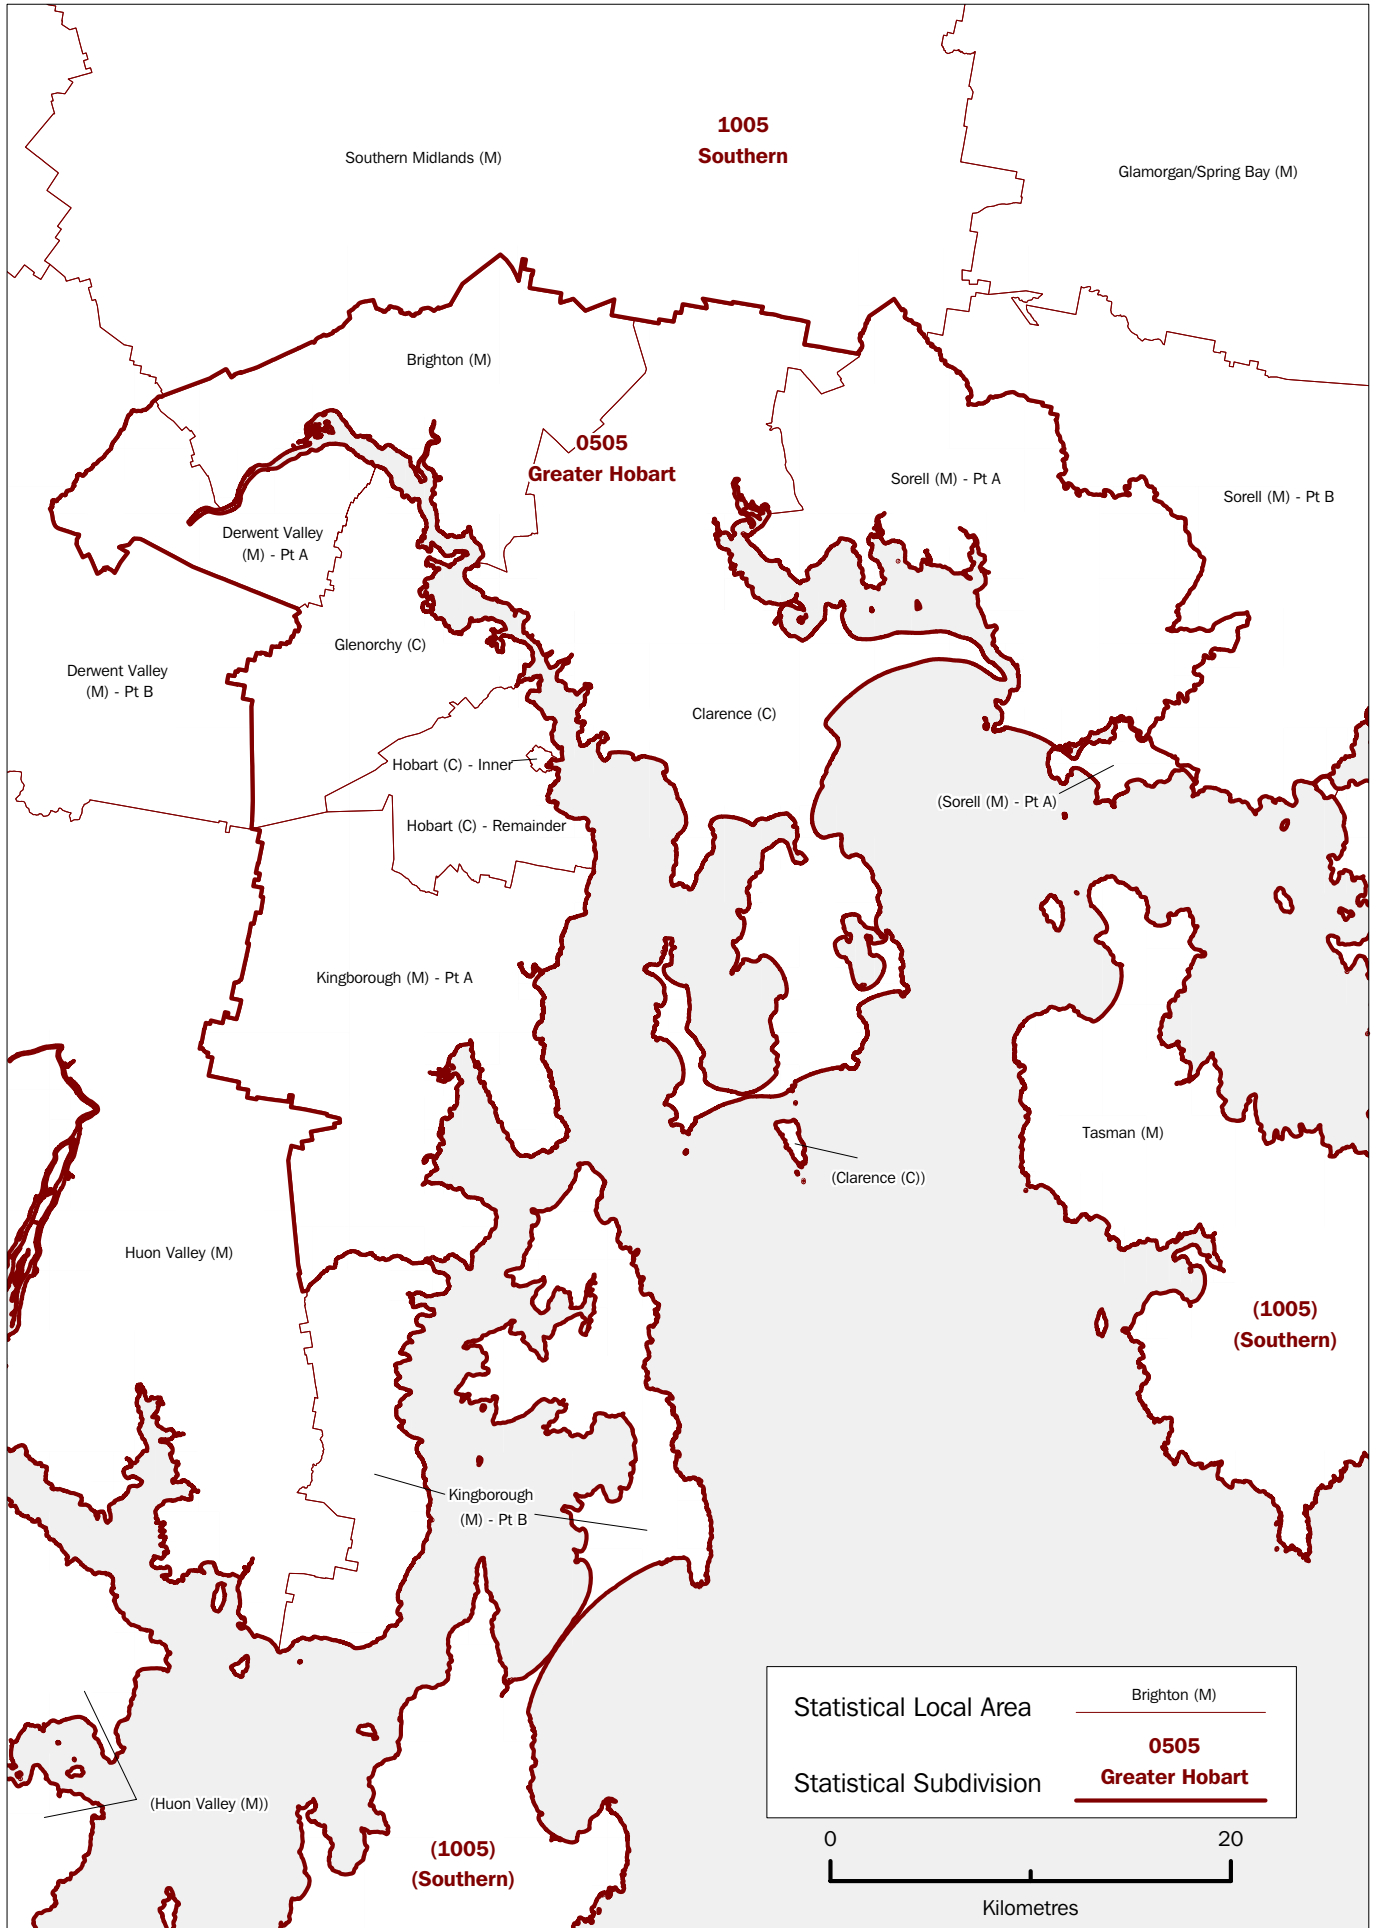 1005
Southern
Southern Midlands (M)
Glamorgan/Spring Bay (M)
Brighton (M)
0505
Greater Hobart
Sorell (M) - Pt A
Sorell (M) - Pt B
Derwent Valley
(M) - Pt A
Glenorchy (C)
Derwent Valley
(M) - Pt B
Clarence (C)
Hobart (C) - Inner
(Sorell (M) - Pt A)
Hobart (C) - Remainder
Kingborough (M) - Pt A
Tasman (M)
(Clarence (C))
Huon Valley (M)
(1005)
(Southern)
Kingborough
(M) - Pt B
(Huon Valley (M))
(1005)
(Southern)
Statistical Local Area
Brighton (M)
Statistical Subdivision
0505
Greater Hobart
0 20
Kilometres